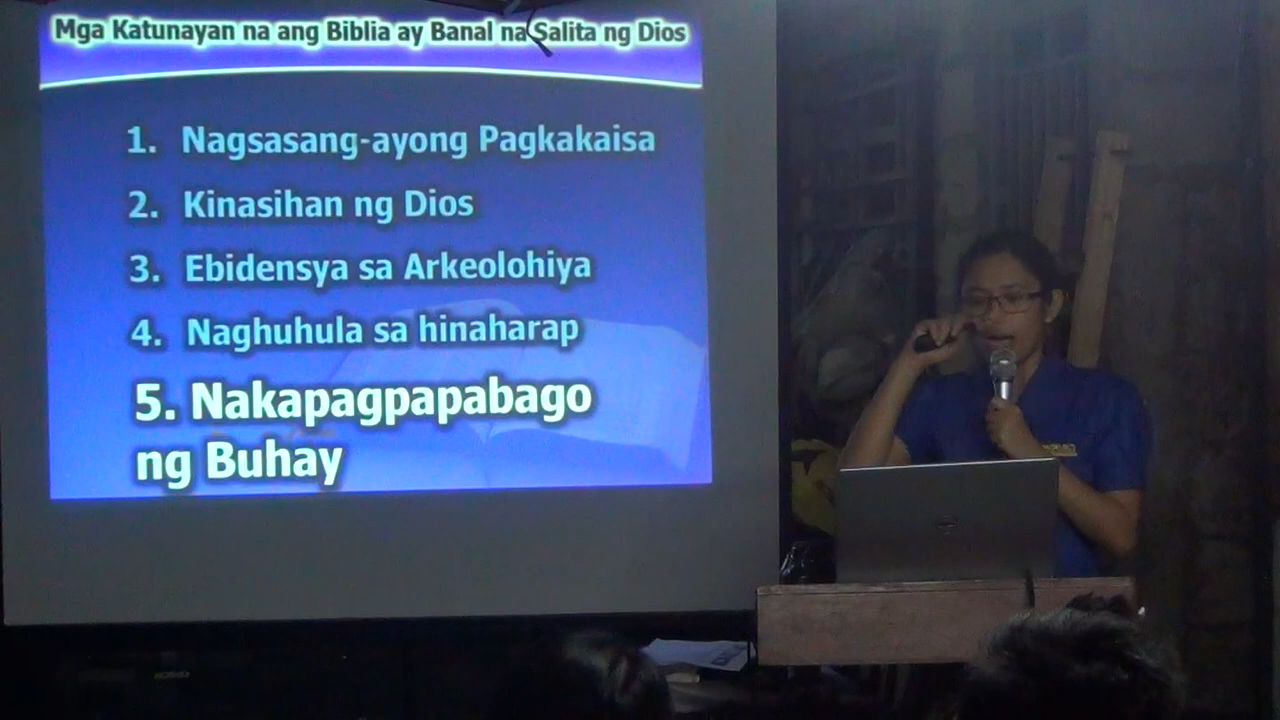 Mga Katunayan na ang Biblia ay Banal na Salita ng Dios
1. Nagsasang-ayong Pagkakaisa
2. Kinasihan ng Dios
3. Ebidensya sa Arkeolohiya
4. Naghuhula sa hinaharap
5. Nakapagpapabago
ng Buhay
DELL